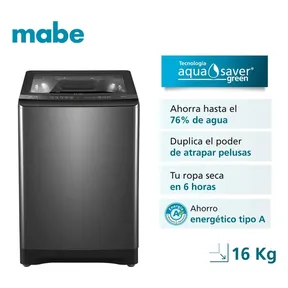 mabe
Tecnología
aqua saver
green
Ahorra hasta el
76% de agua
Duplica el poder
de atrapar pelusas
Tu ropa seca
en 6 horas
Ahorro
energético tipo A
16 Kg